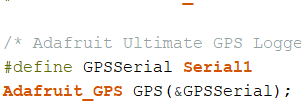 /* Adafruit Ultimate GPS Logge
#define GPSSerial Serial1
Adafruit_GPS GPS(&GPSSerial);